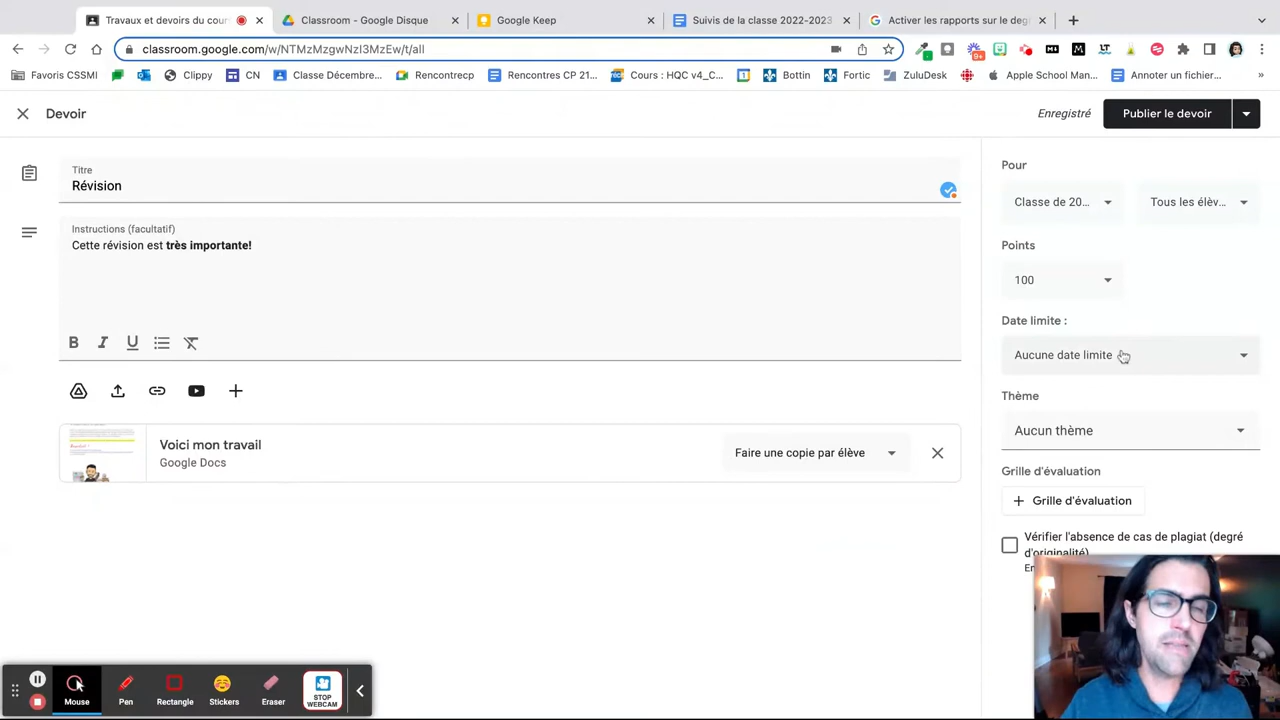 Travaux et devoirs du cour
Classroom - Google Disque
Google Keep
Suivis de la classe 2022-2023
Activer les rapports sur le deg
classroom.google.com/w/NTMzMzgwNzI3MzEw/t/all
Favoris CSSMI
Clippy
CN
Classe Décembre...
Rencontrecp
Rencontres CP 21...
Cours : HQC v4_C...
Bottin
Fortic
ZuluDesk
Apple School Man...
Annoter un fichier...
»
Devoir
Enregistré
Publier le devoir
Titre
Révision
Instructions (facultatif)
Cette révision est très importante!
B I U
Voici mon travail
Google Docs
Faire une copie par élève
Pour
Classe de 20...
Tous les élèv...
Points
100
Date limite :
Aucune date limite
Thème
Aucun thème
Grille d'évaluation
+ Grille d'évaluation
Vérifier l'absence de cas de plagiat (degré
d'originalité)
Mouse
Pen
Rectangle
Stickers
Eraser
STOP
WEBCAM